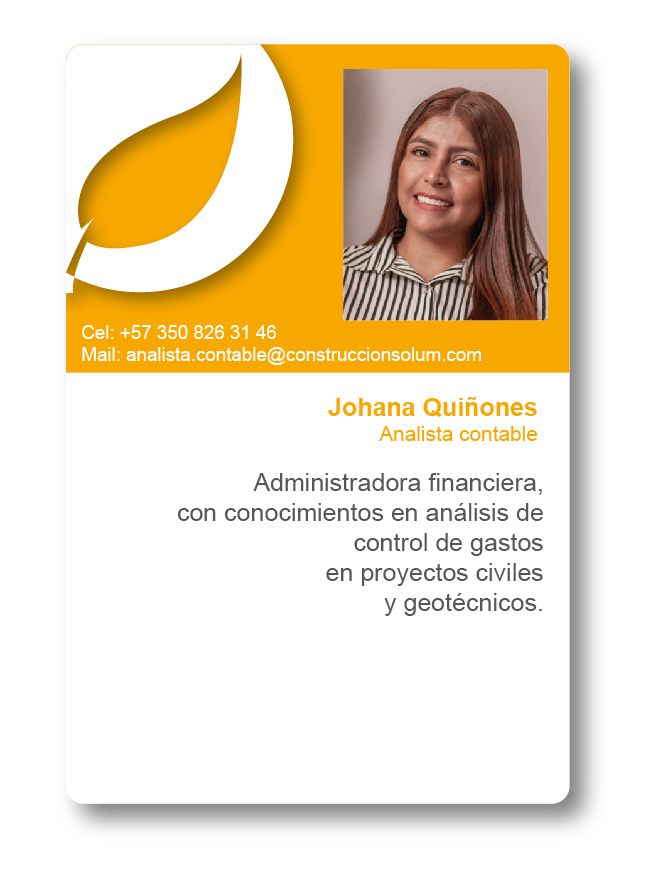 Cel: +57 350 826 31 46
Mail: analista.contable@construccionsolum.com
Johana Quiñones
Analista contable
Administradora financiera,
con conocimientos en análisis de
control de gastos
en proyectos civiles
y geotécnicos.